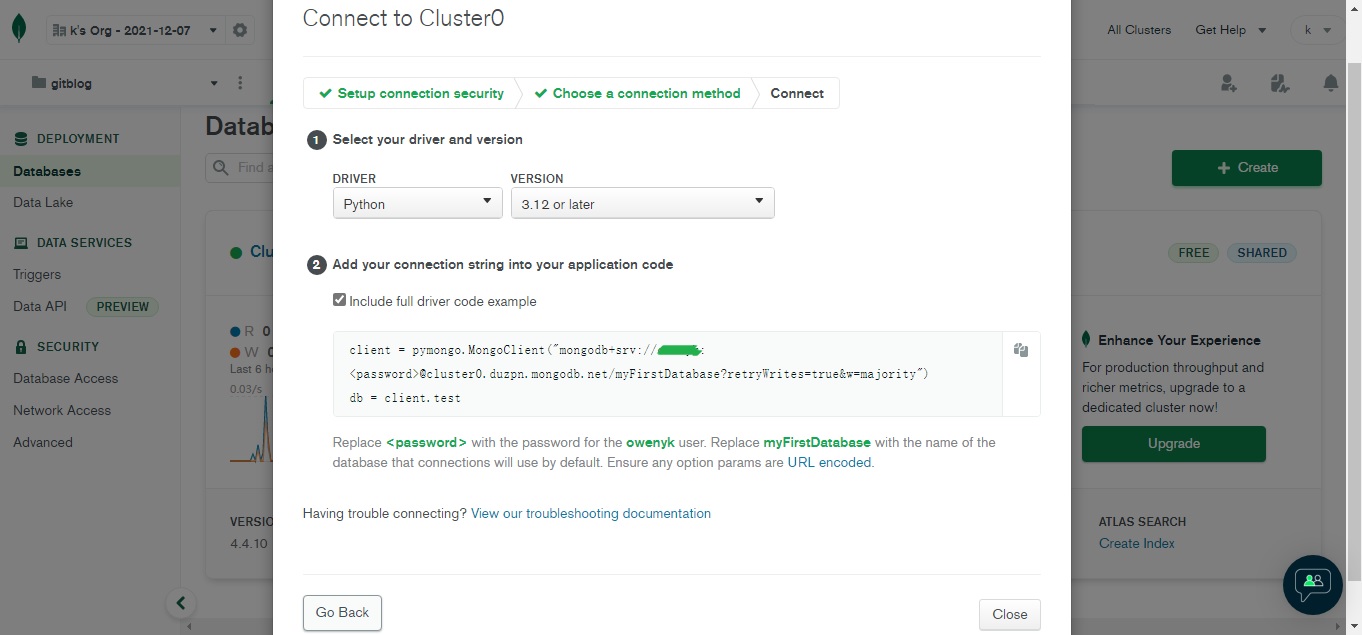 Connect to Cluster0
k's Org - 2021-12-07
All Clusters
Get Help
k
gitblog
Setup connection security
Choose a connection method
Connect
DEPLOYMENT
Databases
Data Lake
DATA SERVICES
Triggers
Data API
PREVIEW
SECURITY
Database Access
Network Access
Advanced
Datab
Find a
Create
Clu
R 0
W 0
Last 6 h
0.03/s
VERSIO
4.4.10
1 Select your driver and version
DRIVER
VERSION
Python
3.12 or later
2 Add your connection string into your application code
Include full driver code example
client = pymongo.MongoClient("mongodb+srv://
:
<password>@cluster0.duzpn.mongodb.net/myFirstDatabase?retryWrites=true&w=majority")
db = client.test
Replace <password> with the password for the owenyk user. Replace myFirstDatabase with the name of the
database that connections will use by default. Ensure any option params are URL encoded.
Having trouble connecting? View our troubleshooting documentation
Go Back
Close
FREE
SHARED
Enhance Your Experience
For production throughput and
richer metrics, upgrade to a
dedicated cluster now!
Upgrade
ATLAS SEARCH
Create Index